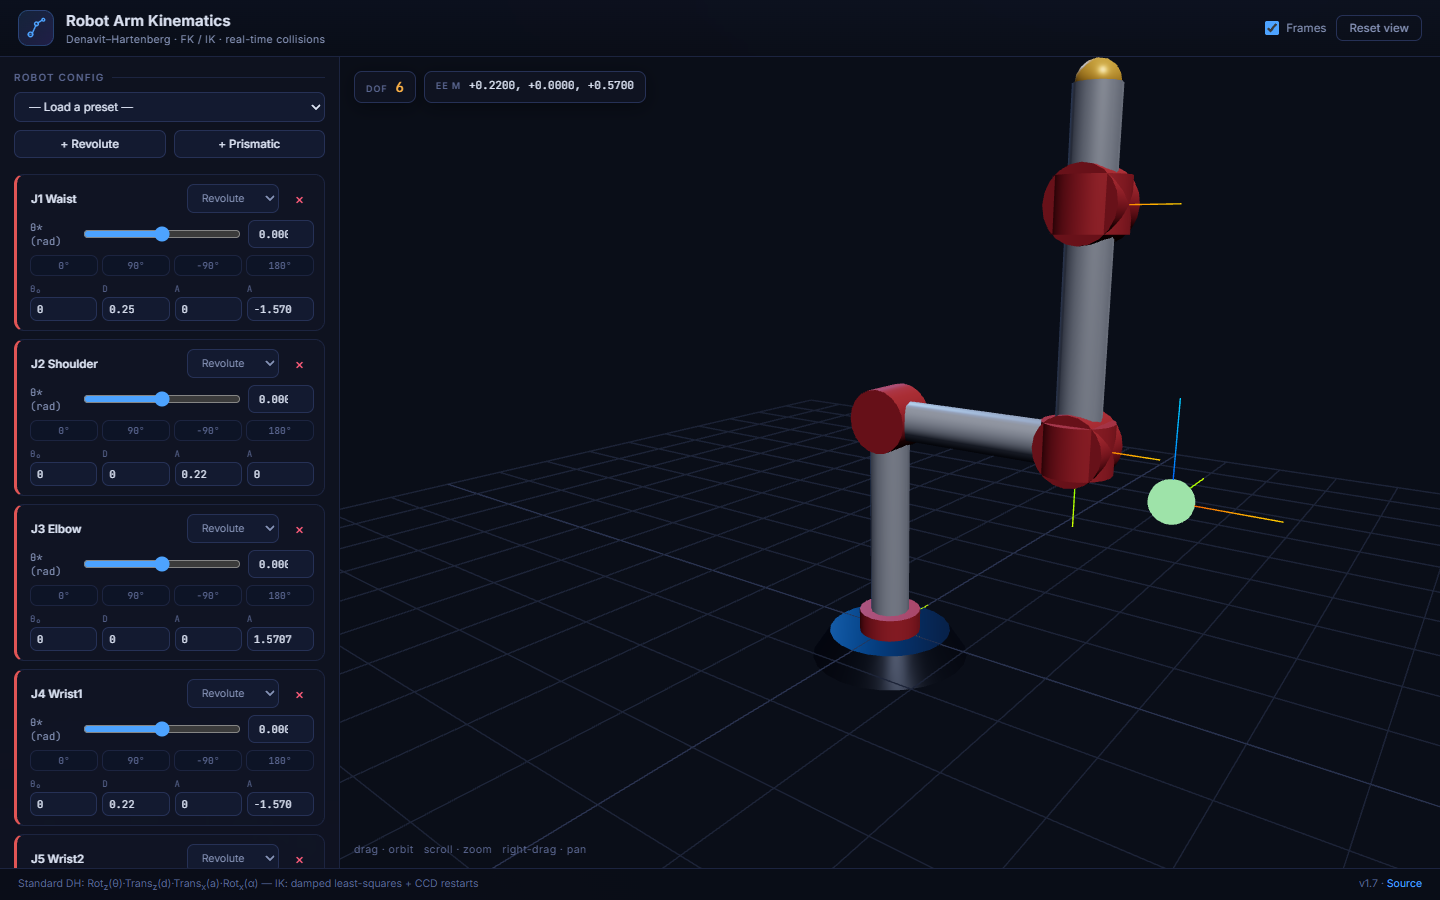 Robot Arm Kinematics
Denavit–Hartenberg · FK / IK · real-time collisions
Frames
Reset view
ROBOT CONFIG
— Load a preset —
+ Revolute
+ Prismatic
DOF 6
EE M +0.2200, +0.0000, +0.5700
J1 Waist
Revolute
×
θ* (rad)
0.000
0° 90° -90° 180°
θ₀ D A A
0 0.25 0 -1.570
J2 Shoulder
Revolute
×
θ* (rad)
0.000
0° 90° -90° 180°
θ₀ D A A
0 0 0.22 0
J3 Elbow
Revolute
×
θ* (rad)
0.000
0° 90° -90° 180°
θ₀ D A A
0 0 0 1.5707
J4 Wrist1
Revolute
×
θ* (rad)
0.000
0° 90° -90° 180°
θ₀ D A A
0 0.22 0 -1.570
J5 Wrist2
Revolute
×
drag · orbit scroll · zoom right-drag · pan
Standard DH: Rot_z(θ)·Trans_z(d)·Trans_x(a)·Rot_x(α) — IK: damped least-squares + CCD restarts
v1.7 · Source